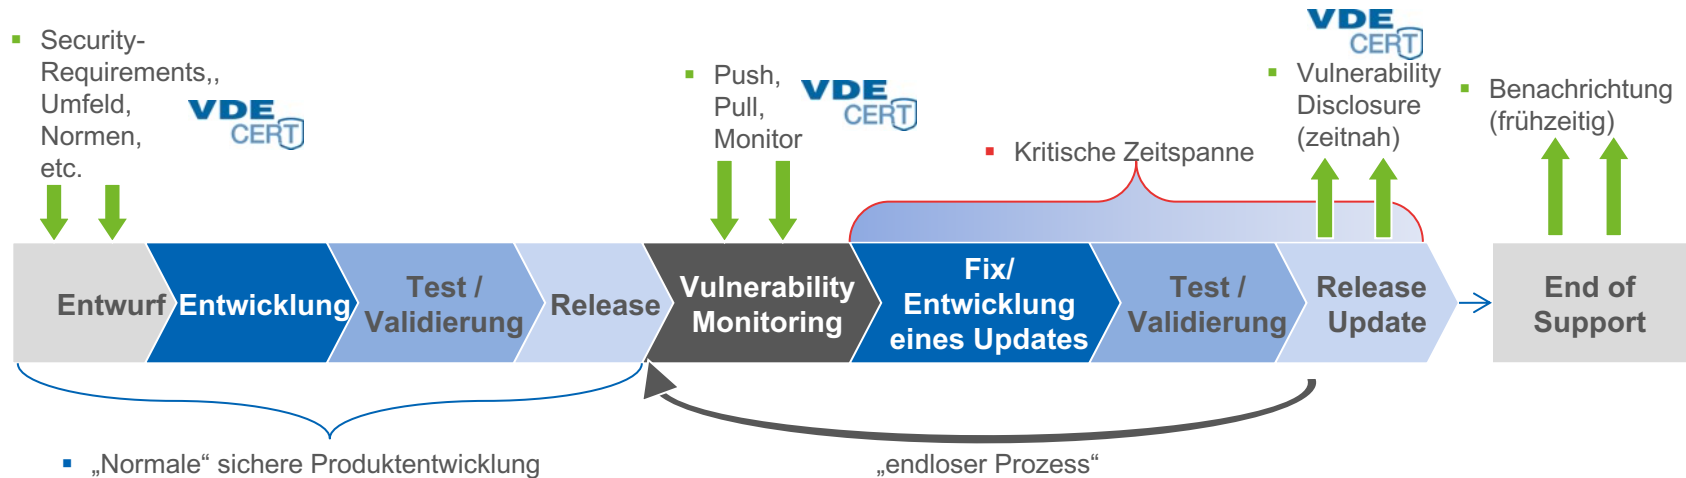 Security-
Requirements,,
Umfeld,
Normen,
etc.
VDE
CERT
Push,
Pull,
Monitor
VDE
CERT
Kritische Zeitspanne
VDE
CERT
Vulnerability
Disclosure
(zeitnah)
Benachrichtung
(frühzeitig)
Entwurf
Entwicklung
Test /
Validierung
Release
Vulnerability
Monitoring
Fix/
Entwicklung
eines Updates
Test /
Validierung
Release
Update
End of
Support
„Normale“ sichere Produktentwicklung
„endloser Prozess“